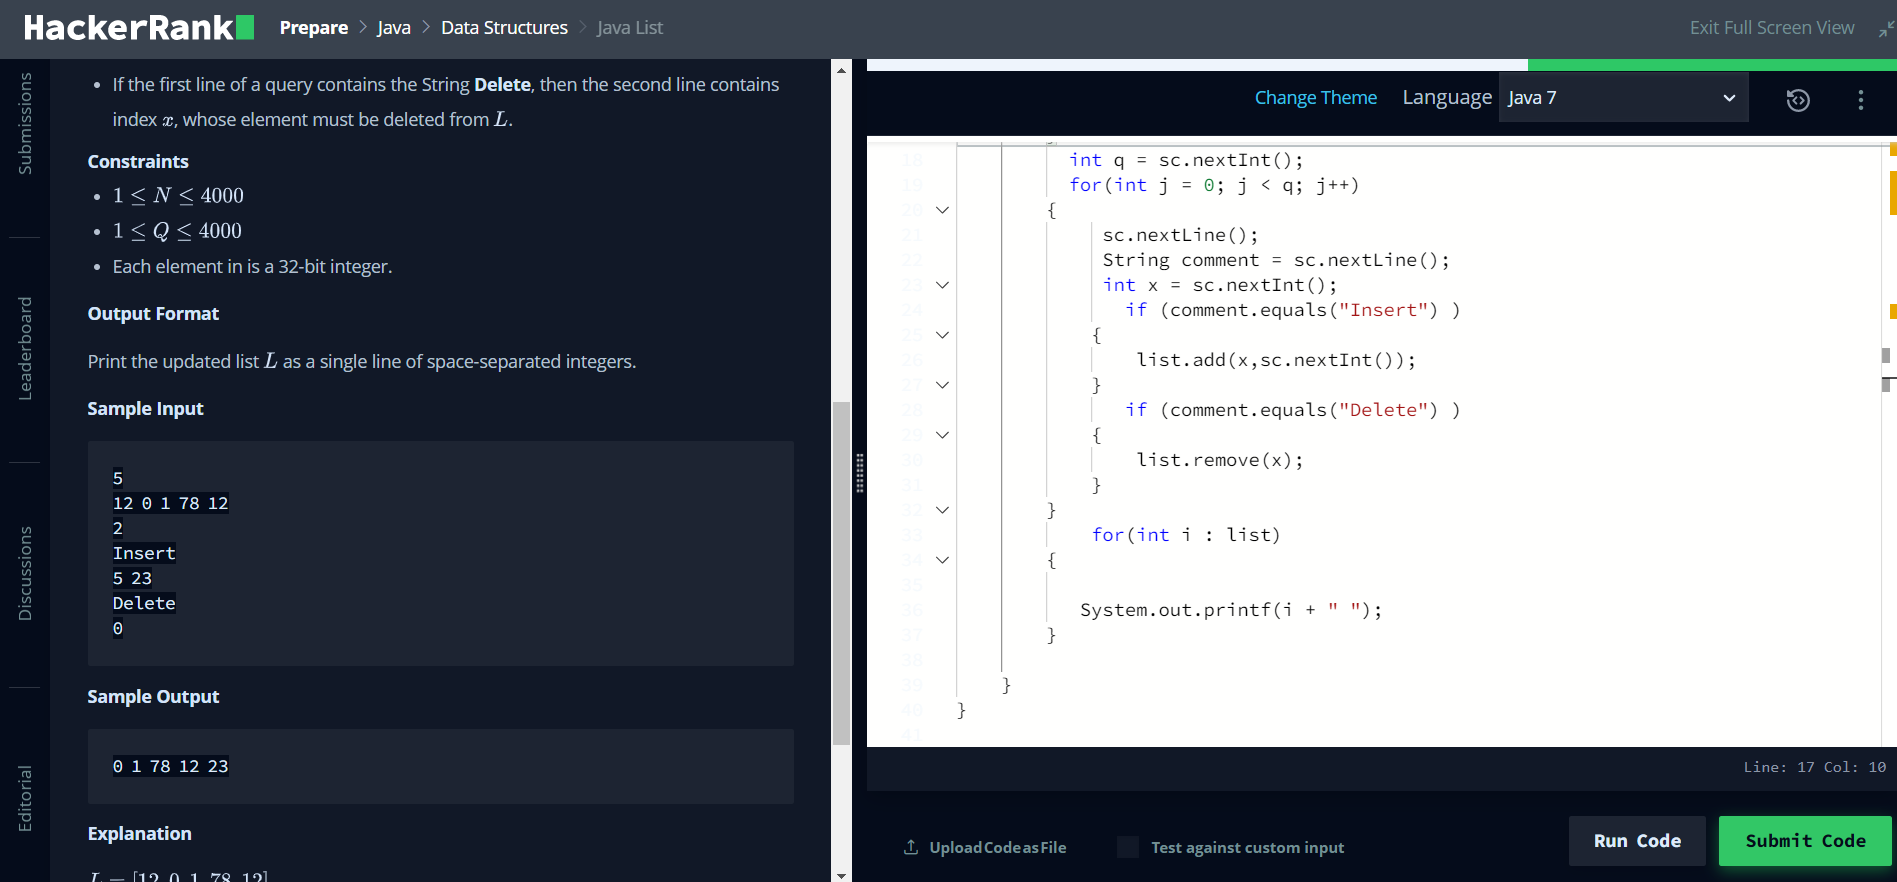 HackerRank
Prepare > Java > Data Structures > Java List
Exit Full Screen View
Submissions
Leaderboard
Discussions
Editorial
• If the first line of a query contains the String Delete, then the second line contains
index x, whose element must be deleted from L.
Constraints
• 1 ≤ N ≤ 4000
• 1 ≤ Q ≤ 4000
• Each element in is a 32-bit integer.
Output Format
Print the updated list L as a single line of space-separated integers.
Sample Input
5
12 0 1 78 12
2
Insert
5 23
Delete
0
Sample Output
0 1 78 12 23
Explanation
L = [12, 0, 1, 78, 12]
Change Theme Language Java 7
18 int q = sc.nextInt();
19 for(int j = 0; j < q; j++)
20 {
21 sc.nextLine();
22 String comment = sc.nextLine();
23 int x = sc.nextInt();
24 if (comment.equals("Insert") )
25 {
26 list.add(x,sc.nextInt());
27 }
28 if (comment.equals("Delete") )
29 {
30 list.remove(x);
31 }
32 }
33 for(int i : list)
34 {
35
36 System.out.printf(i + " ");
37 }
38
39 }
40 }
41
Line: 17 Col: 10
Upload Code as File
Test against custom input
Run Code
Submit Code